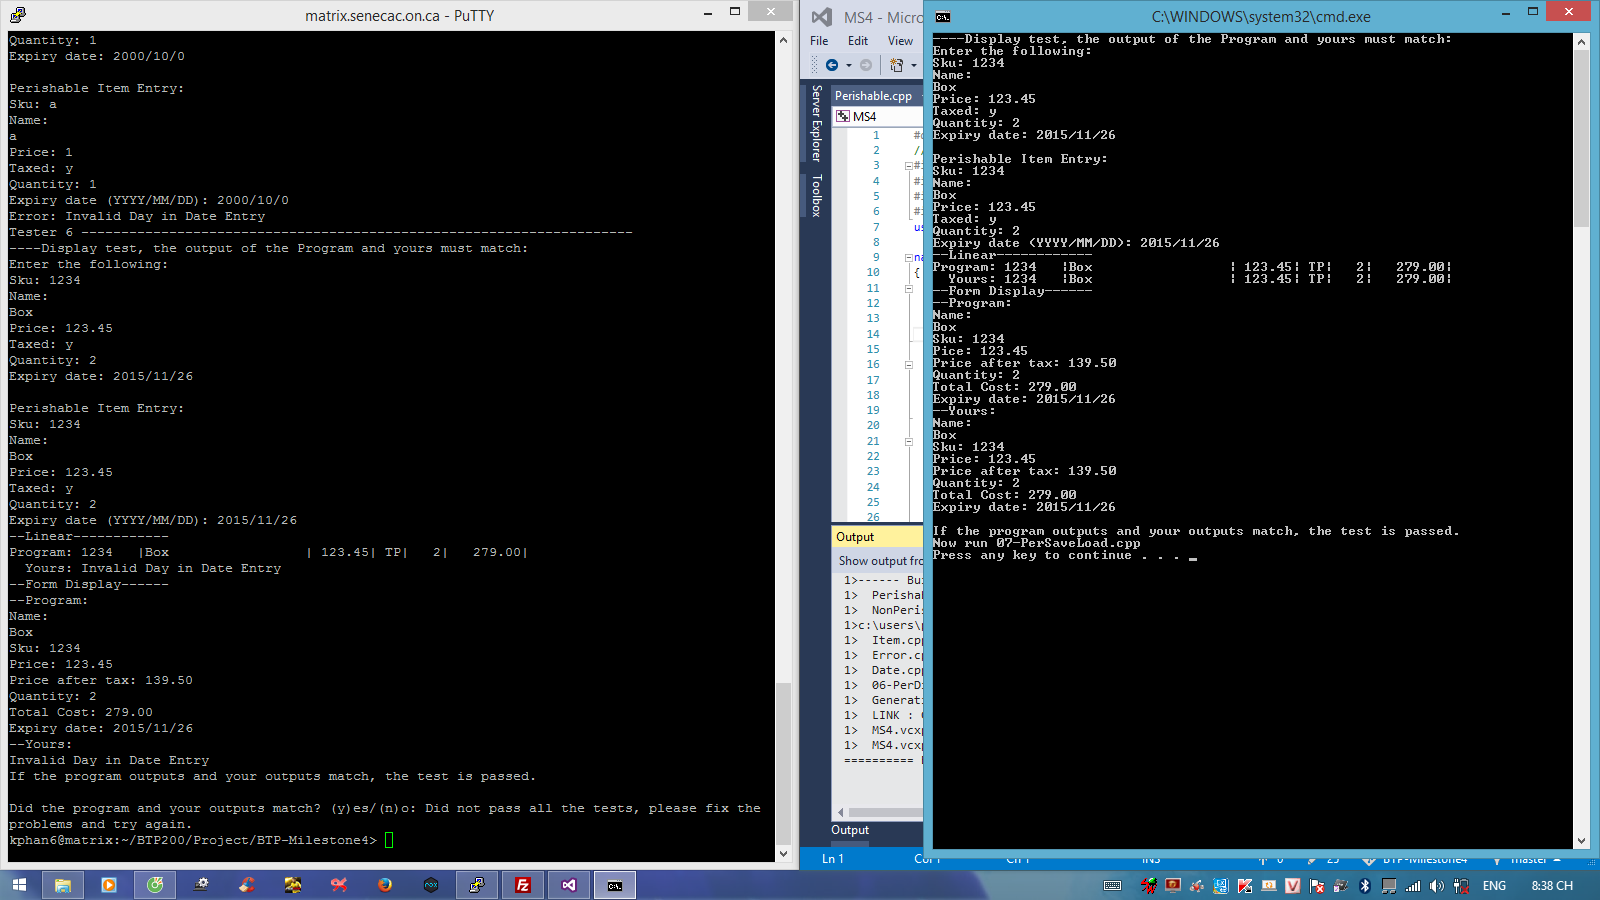 matrix.senecac.on.ca - PuTTY
Quantity: 1
Expiry date: 2000/10/0
Perishable Item Entry:
Sku: a
Name:
a
Price: 1
Taxed: y
Quantity: 1
Expiry date (YYYY/MM/DD): 2000/10/0
Error: Invalid Day in Date Entry
Tester 6 ---------------------------------------------------------------------
----Display test, the output of the Program and yours must match:
Enter the following:
Sku: 1234
Name:
Box
Price: 123.45
Taxed: y
Quantity: 2
Expiry date: 2015/11/26
Perishable Item Entry:
Sku: 1234
Name:
Box
Price: 123.45
Taxed: y
Quantity: 2
Expiry date (YYYY/MM/DD): 2015/11/26
--Linear------------
Program: 1234   |Box                 | 123.45| TP|   2|   279.00|
  Yours: Invalid Day in Date Entry
--Form Display------
--Program:
Name:
Box
Sku: 1234
Price: 123.45
Price after tax: 139.50
Quantity: 2
Total Cost: 279.00
Expiry date: 2015/11/26
--Yours:
Invalid Day in Date Entry
If the program outputs and your outputs match, the test is passed.
Did the program and your outputs match? (y)es/(n)o: Did not pass all the tests, please fix the
problems and try again.
kphan6@matrix:~/BTP200/Project/BTP-Milestone4>
MS4 - Micro
File Edit View
Server Explorer
Toolbox
Perishable.cpp
MS4
1
2 //
3
4
5
6
7 us
8
9 na
10 {
11
12
13
14
15
16
17
18
19
20
21
22
23
24
25
26
Output
Show output fro
1>------ Bu
1>  Perisha
1>  NonPeri
1>c:\users\
1>  Item.cp
1>  Error.c
1>  Date.cp
1>  06-PerD
1>  Generat
1>  LINK :
1>  MS4.vcx
1>  MS4.vcx
==========
Output
Ln 1
C:\WINDOWS\system32\cmd.exe
----Display test, the output of the Program and yours must match:
Enter the following:
Sku: 1234
Name:
Box
Price: 123.45
Taxed: y
Quantity: 2
Expiry date: 2015/11/26
Perishable Item Entry:
Sku: 1234
Name:
Box
Price: 123.45
Taxed: y
Quantity: 2
Expiry date (YYYY/MM/DD): 2015/11/26
--Linear------------
Program: 1234   |Box                 | 123.45| TP|   2|   279.00|
  Yours: 1234   |Box                 | 123.45| TP|   2|   279.00|
--Form Display------
--Program:
Name:
Box
Sku: 1234
Pice: 123.45
Price after tax: 139.50
Quantity: 2
Total Cost: 279.00
Expiry date: 2015/11/26
--Yours:
Name:
Box
Sku: 1234
Price: 123.45
Price after tax: 139.50
Quantity: 2
Total Cost: 279.00
Expiry date: 2015/11/26
If the program outputs and your outputs match, the test is passed.
Now run 07-PerSaveLoad.cpp
Press any key to continue . . .
ENG
8:38 CH